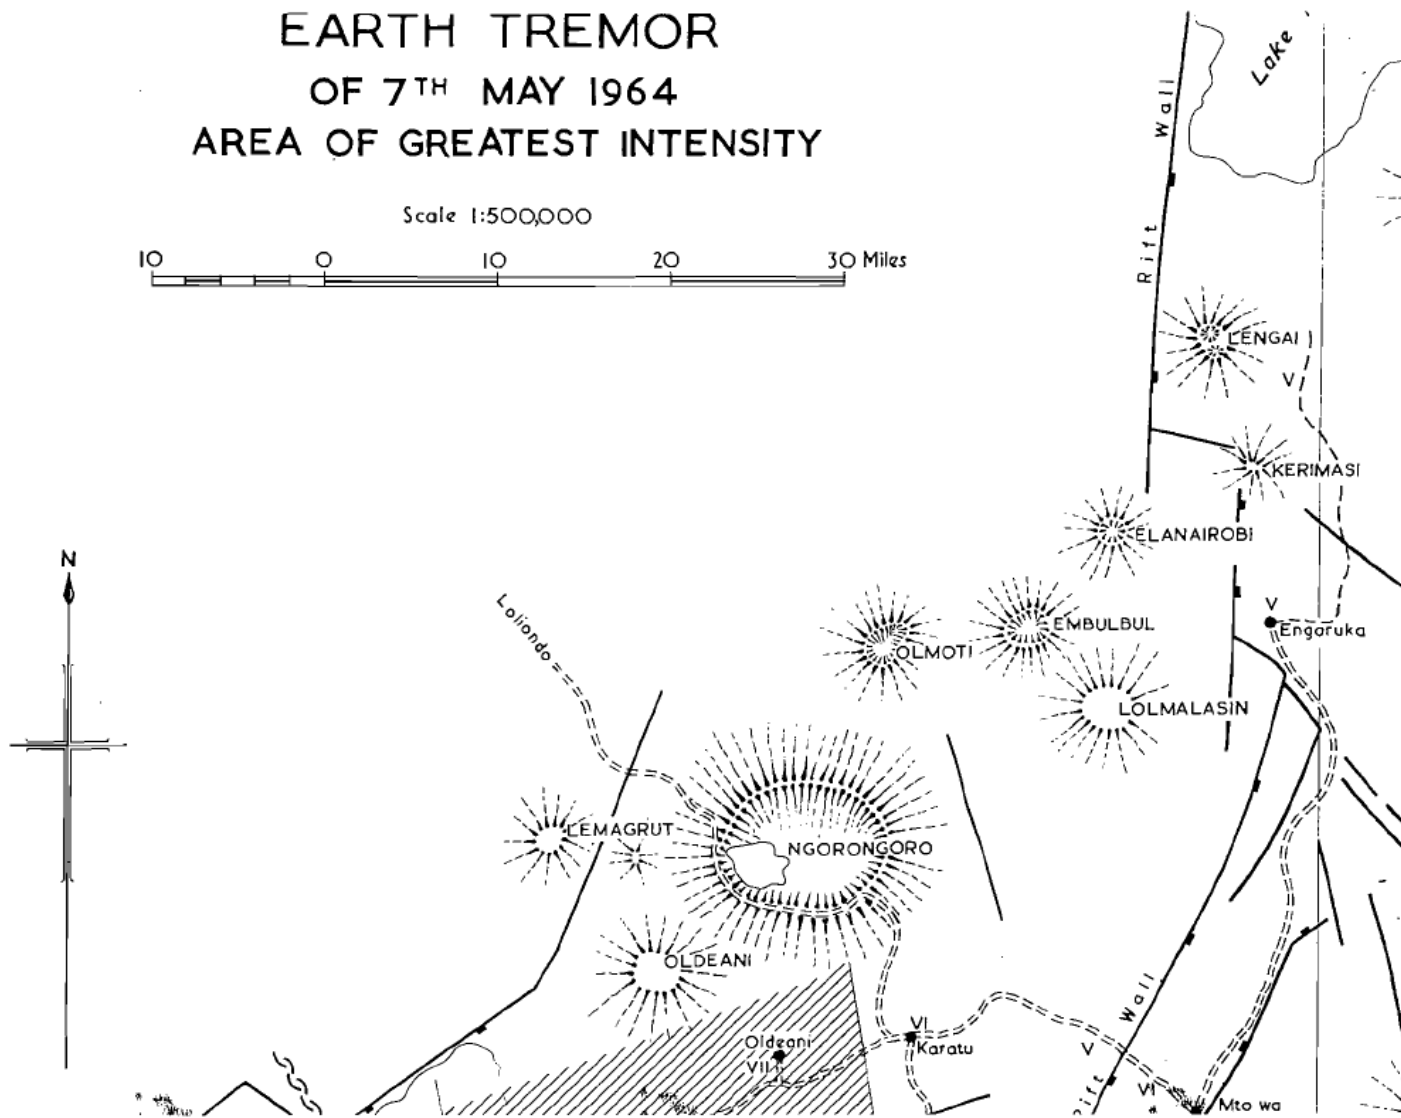 EARTH TREMOR
OF 7TH MAY 1964
AREA OF GREATEST INTENSITY
Scale 1:500,000
10 0 10 20 30 Miles
Lake
Rift Wall
LENGAI
V
KERIMASI
ELANAIROBI
N
Loliondo
EMBULBUL
V
Engaruka
OLMOTI
LOLMALASIN
LEMAGRUT
NGORONGORO
OLDEANI
Rift Wall
Oldeani
VII
VI
Karatu
V
VI
Mto wa